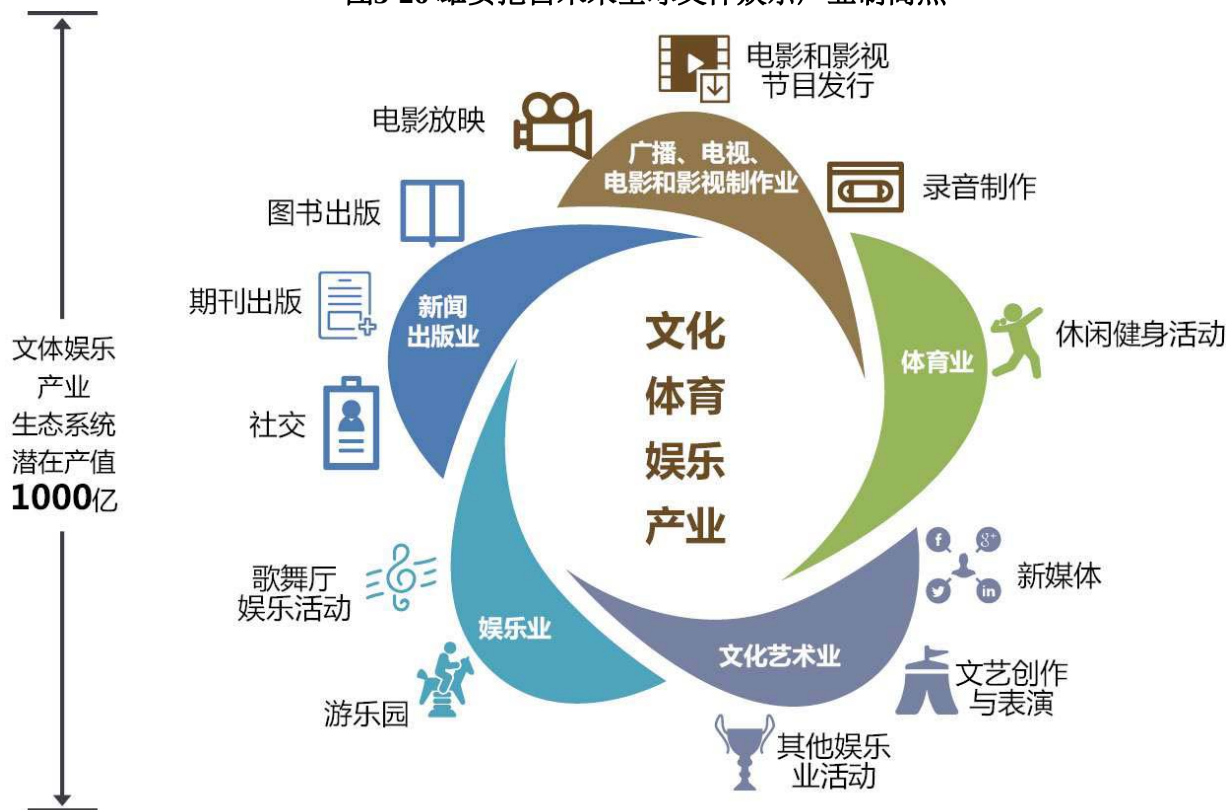 电影和影视
节目发行
电影放映
广播、电视、
电影和影视制作业
录音制作
图书出版
期刊出版
新闻
出版业
社交
文化
体育
娱乐
产业
体育业
休闲健身活动
文体娱乐
产业
生态系统
潜在产值
1000亿
歌舞厅
娱乐活动
娱乐业
游乐园
文化艺术业
新媒体
文艺创作
与表演
其他娱乐
业活动